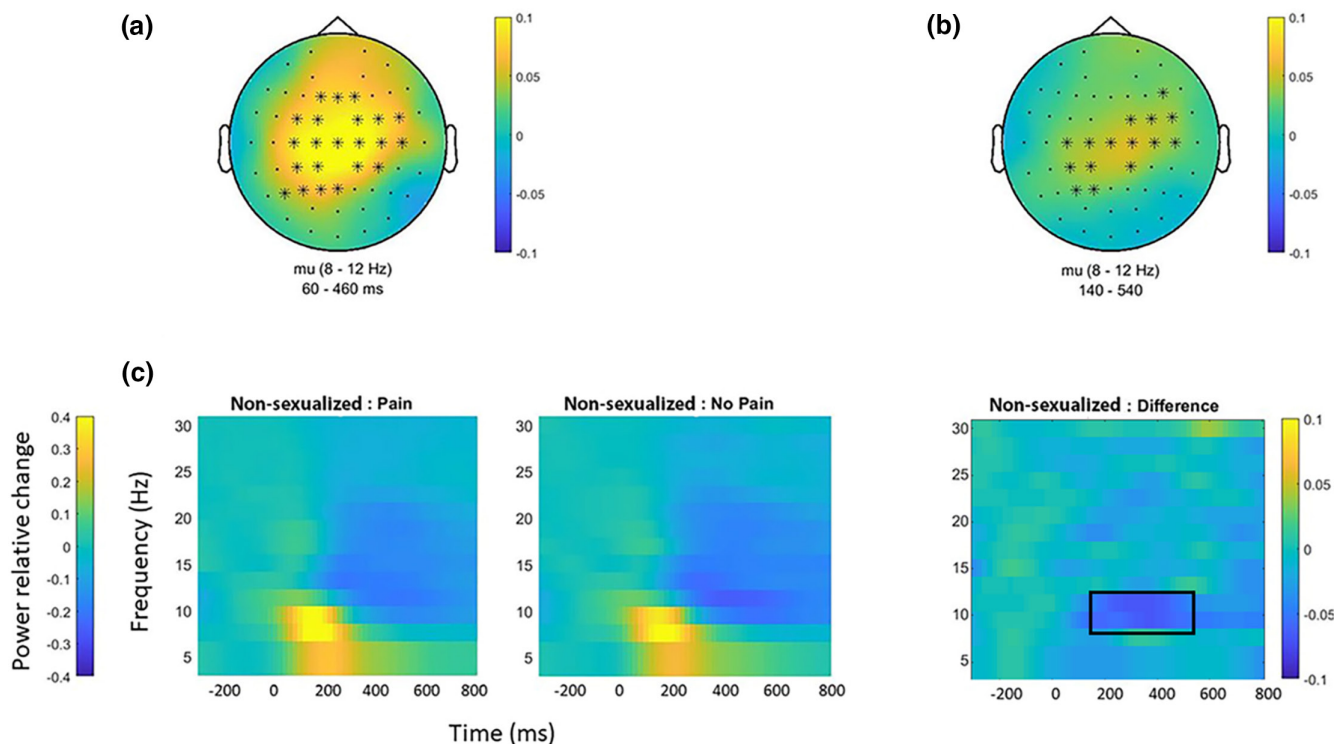 (a)
0.1
0.05
0
-0.05
-0.1
mu (8 - 12 Hz)
60 - 460 ms
(b)
0.1
0.05
0
-0.05
-0.1
mu (8 - 12 Hz)
140 - 540
(c)
Power relative change
0.4
0.3
0.2
0.1
0
-0.1
-0.2
-0.3
-0.4
Frequency (Hz)
Non-sexualized : Pain
30
25
20
15
10
5
-200 0 200 400 600 800
Non-sexualized : No Pain
30
25
20
15
10
5
-200 0 200 400 600 800
Time (ms)
Non-sexualized : Difference
30
25
20
15
10
5
-200 0 200 400 600 800
0.1
0.05
0
-0.05
-0.1